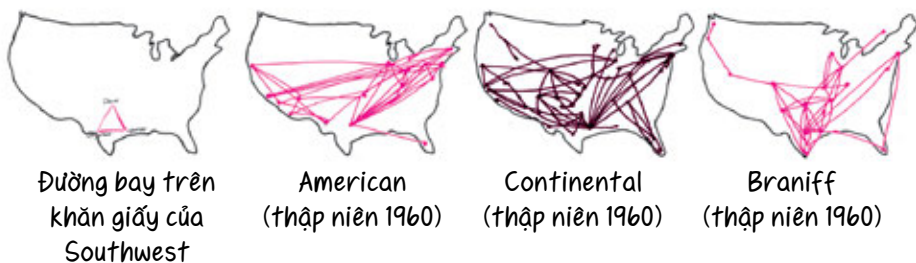 Đường bay trên
khăn giấy của
Southwest
American
(thập niên 1960)
Continental
(thập niên 1960)
Braniff
(thập niên 1960)